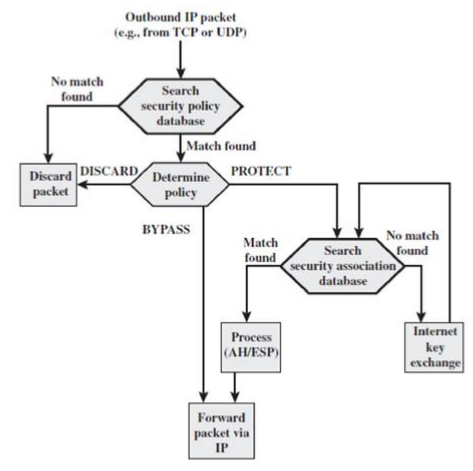 Outbound IP packet
(e.g., from TCP or UDP)
No match
found
Search
security policy
database
Match found
Discard
packet
DISCARD
Determine
policy
PROTECT
BYPASS
Match
found
Search
security association
database
No match
found
Process
(AH/ESP)
Internet
key
exchange
Forward
packet via
IP